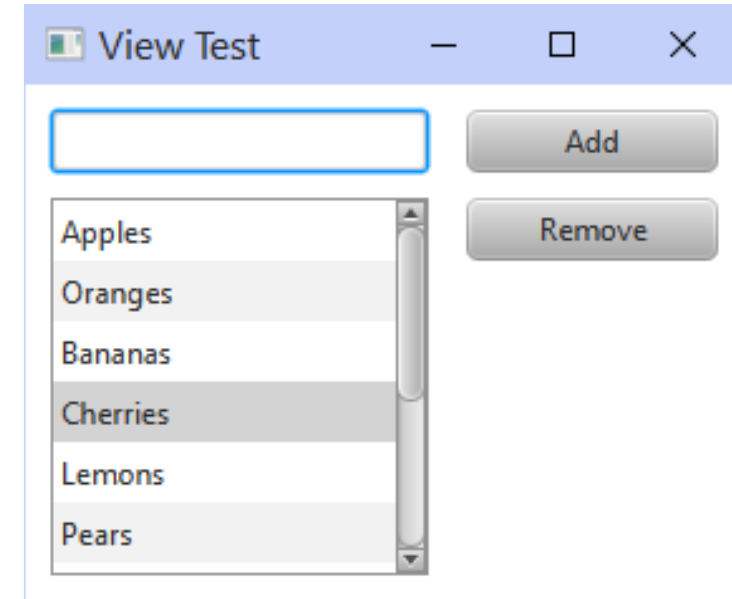 View Test
Add
Remove
Apples
Oranges
Bananas
Cherries
Lemons
Pears